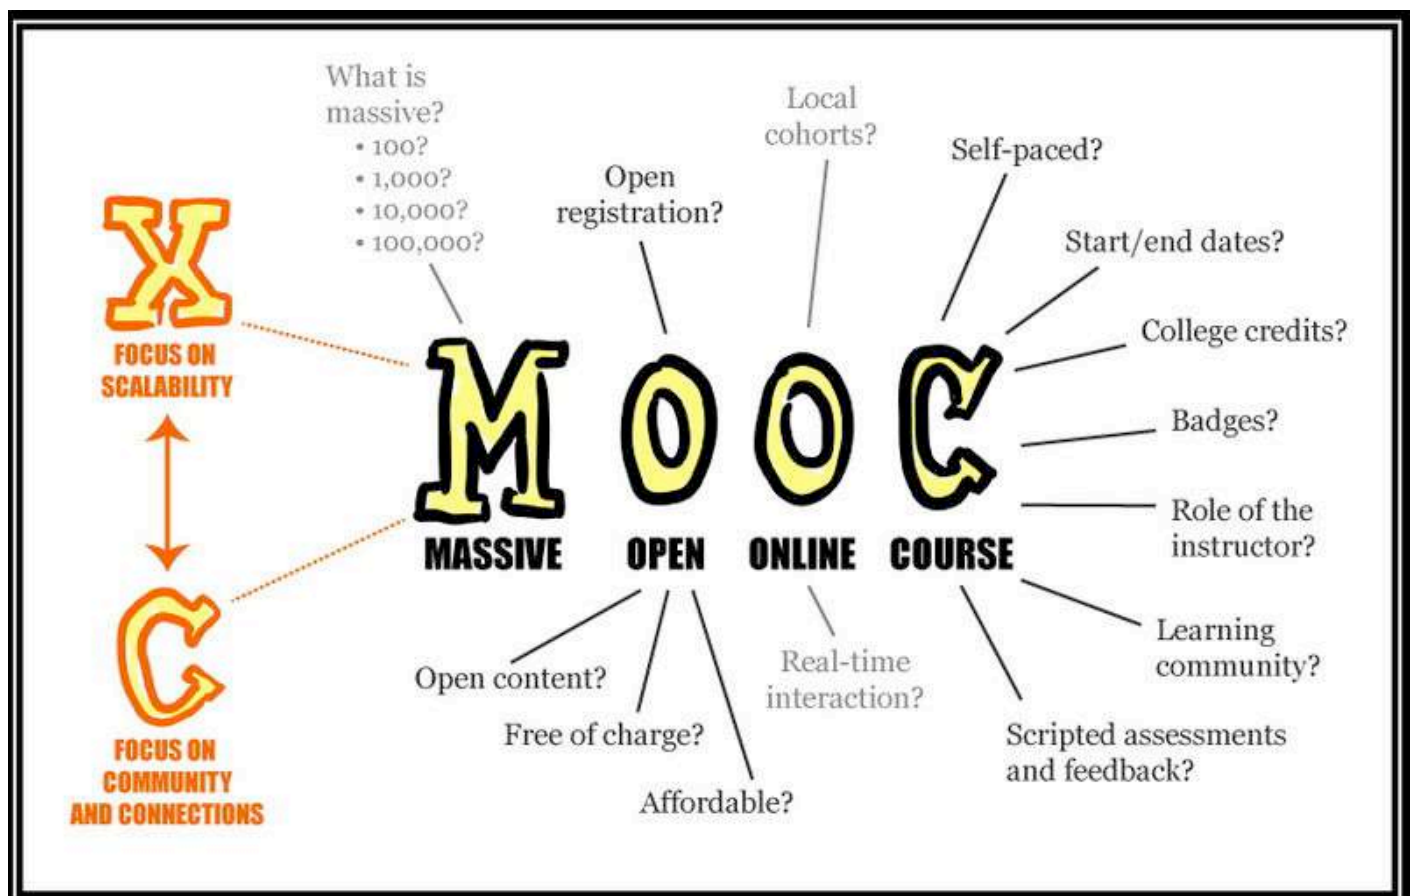 What is
massive?
• 100?
• 1,000?
• 10,000?
• 100,000?
Local
cohorts?
Self-paced?
Open
registration?
Start/end dates?
College credits?
Badges?
Role of the
instructor?
Learning
community?
Scripted assessments
and feedback?
X
FOCUS ON
SCALABILITY
C
FOCUS ON
COMMUNITY
AND CONNECTIONS
MOOC
MASSIVE OPEN ONLINE COURSE
Open content?
Free of charge?
Affordable?
Real-time
interaction?